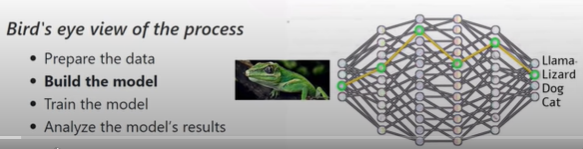 Bird's eye view of the process
• Prepare the data
• Build the model
• Train the model
• Analyze the model's results
Llama
Lizard
Dog
Cat